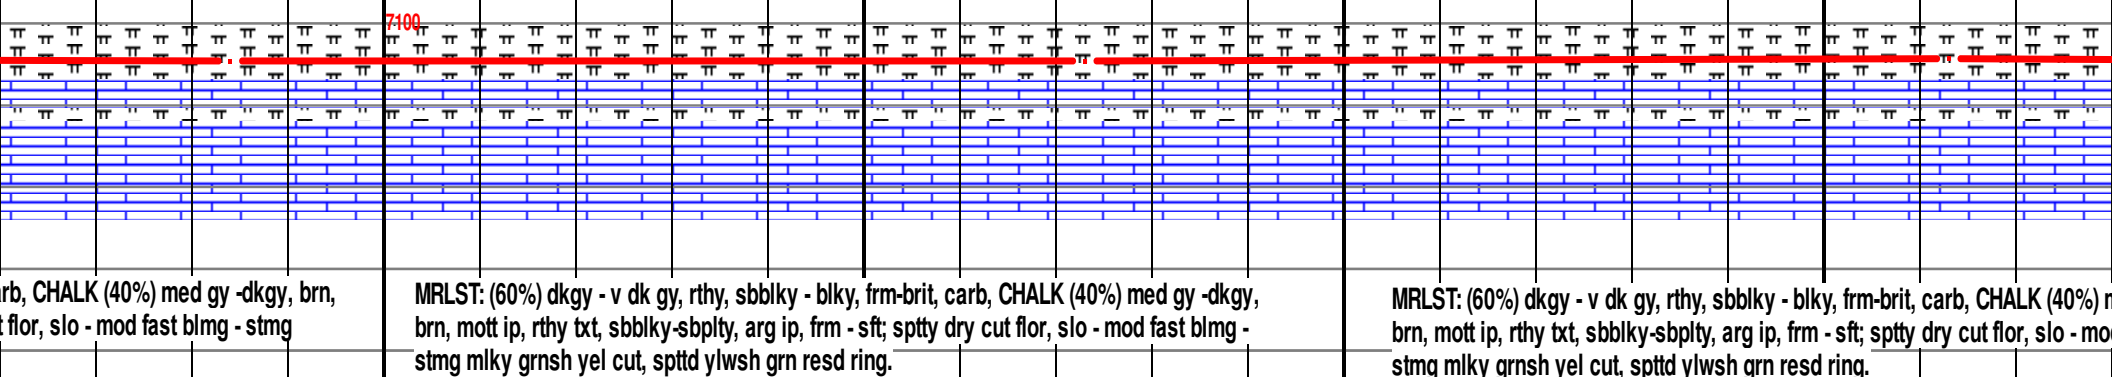 7100
arb, CHALK (40%) med gy -dkgy, brn,
t flor, slo - mod fast blmg - stmg
MRLST: (60%) dkgy - v dk gy, rthy, sbblky - blky, frm-brit, carb, CHALK (40%) med gy -dkgy,
brn, mott ip, rthy txt, sbblky-sbplty, arg ip, frm - sft; sptty dry cut flor, slo - mod fast blmg -
stmg mlky grnsh yel cut, spttd ylwsh grn resd ring.
MRLST: (60%) dkgy - v dk gy, rthy, sbblky - blky, frm-brit, carb, CHALK (40%)
brn, mott ip, rthy txt, sbblky-sbplty, arg ip, frm - sft; sptty dry cut flor, slo - mo
stmg mlky grnsh yel cut, spttd ylwsh grn resd ring.